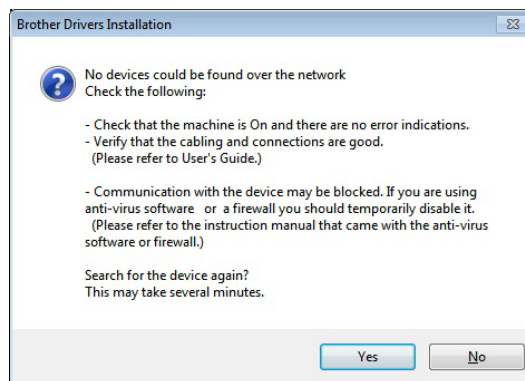 Brother Drivers Installation
No devices could be found over the network
Check the following:
- Check that the machine is On and there are no error indications.
- Verify that the cabling and connections are good.
(Please refer to User's Guide.)
- Communication with the device may be blocked. If you are using
anti-virus software or a firewall you should temporarily disable it.
(Please refer to the instruction manual that came with the anti-virus
software or firewall.)
Search for the device again?
This may take several minutes.
Yes
No